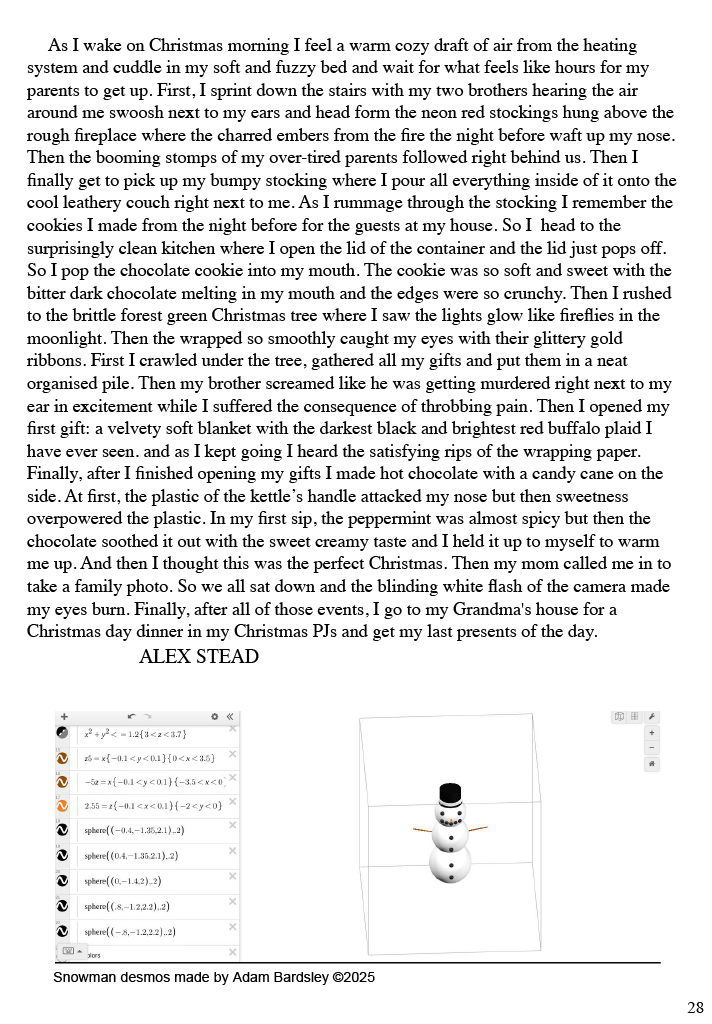 As I wake on Christmas morning I feel a warm cozy draft of air from the heating
system and cuddle in my soft and fuzzy bed and wait for what feels like hours for my
parents to get up. First, I sprint down the stairs with my two brothers hearing the air
around me swoosh next to my ears and head form the neon red stockings hung above the
rough fireplace where the charred embers from the fire the night before waft up my nose.
Then the booming stomps of my over-tired parents followed right behind us. Then I
finally get to pick up my bumpy stocking where I pour all everything inside of it onto the
cool leathery couch right next to me. As I rummage through the stocking I remember the
cookies I made from the night before for the guests at my house. So I  head to the
surprisingly clean kitchen where I open the lid of the container and the lid just pops off.
So I pop the chocolate cookie into my mouth. The cookie was so soft and sweet with the
bitter dark chocolate melting in my mouth and the edges were so crunchy. Then I rushed
to the brittle forest green Christmas tree where I saw the lights glow like fireflies in the
moonlight. Then the wrapped so smoothly caught my eyes with their glittery gold
ribbons. First I crawled under the tree, gathered all my gifts and put them in a neat
organised pile. Then my brother screamed like he was getting murdered right next to my
ear in excitement while I suffered the consequence of throbbing pain. Then I opened my
first gift: a velvety soft blanket with the darkest black and brightest red buffalo plaid I
have ever seen. and as I kept going I heard the satisfying rips of the wrapping paper.
Finally, after I finished opening my gifts I made hot chocolate with a candy cane on the
side. At first, the plastic of the kettle’s handle attacked my nose but then sweetness
overpowered the plastic. In my first sip, the peppermint was almost spicy but then the
chocolate soothed it out with the sweet creamy taste and I held it up to myself to warm
me up. And then I thought this was the perfect Christmas. Then my mom called me in to
take a family photo. So we all sat down and the blinding white flash of the camera made
my eyes burn. Finally, after all of those events, I go to my Grandma's house for a
Christmas day dinner in my Christmas PJs and get my last presents of the day.
ALEX STEAD
x² + y² < = 1.2{3 < z < 3.7}
z5 = x{−0.1 < y < 0.1}{0 < x < 3.5}
−5z = x{−0.1 < y < 0.1}{−3.5 < x < 0
2.55 = z{−0.1 < x < 0.1}{−2 < y < 0}
sphere((−0.4,−1.35,2.1),.2)
sphere((0.4,−1.35,2.1),.2)
sphere((0,−1.4,2),.2)
sphere((.8,−1.2,2.2),.2)
sphere((−.8,−1.2,2.2),.2)
Snowman desmos made by Adam Bardsley ©2025
28